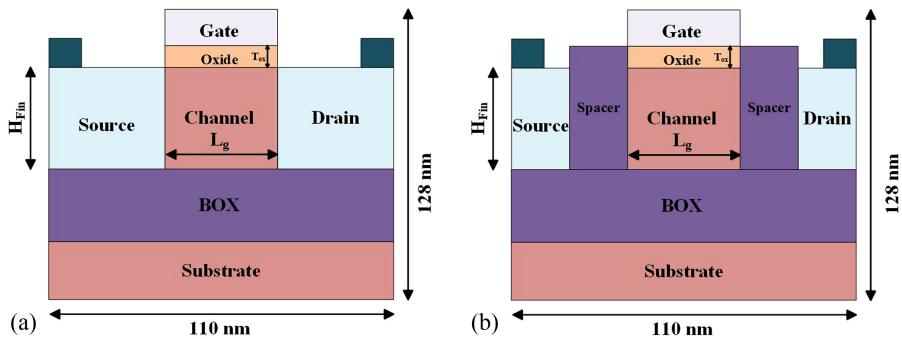 Gate
Oxide
Tox
HFin
Source
Channel
Drain
Lg
BOX
Substrate
128 nm
110 nm
(a)
Gate
Oxide
Tox
HFin
Source
Spacer
Channel
Spacer
Drain
Lg
BOX
Substrate
128 nm
110 nm
(b)